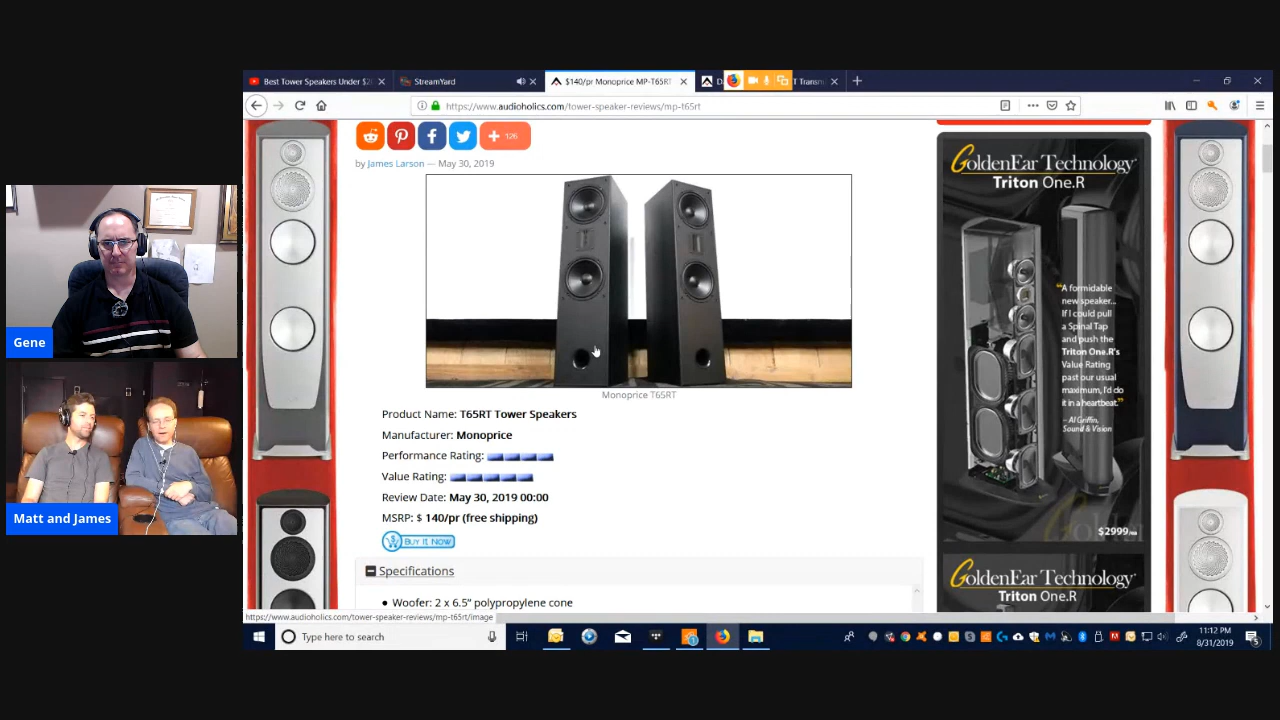 Best Tower Speakers Under $2
StreamYard
$140/pr Monoprice MP-T65RT
D
T Transm
https://www.audioholics.com/tower-speaker-reviews/mp-t65rt
126
by James Larson — May 30, 2019
Monoprice T65RT
Product Name: T65RT Tower Speakers
Manufacturer: Monoprice
Performance Rating:
Value Rating:
Review Date: May 30, 2019 00:00
MSRP: $ 140/pr (free shipping)
BUY IT NOW
Specifications
Woofer: 2 x 6.5" polypropylene cone
GoldenEar Technology
Triton One.R
"A formidable
new speaker...
If I could pull
a Spinal Tap
and push the
Triton One.R's
Value Rating
past our usual
maximum, I'd do
it in a heartbeat."
– Al Griffin,
Sound & Vision
$2999/ea
GoldenEar Technology
Triton One.R
Gene
Matt and James
https://www.audioholics.com/tower-speaker-reviews/mp-t65rt/image
Type here to search
11:12 PM
8/31/2019